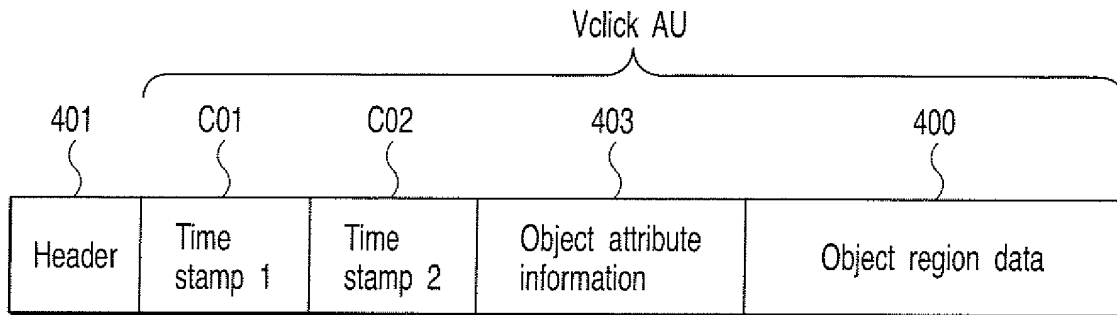 Vclick AU
401 C01 C02 403 400
Header Time stamp 1 Time stamp 2 Object attribute information Object region data